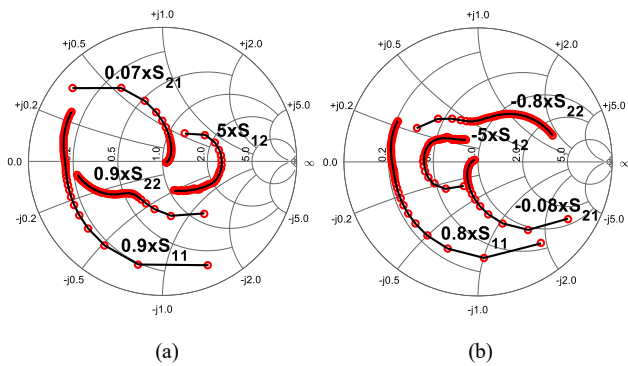 +j1.0
+j0.5
+j2.0
0.07xS21
+j0.2
+j5.0
5xS12
0.0
0.2
1.0
2.0
5.0
∞
0.9xS22
-j0.2
-j5.0
0.9xS11
-j0.5
-j2.0
-j1.0
(a)
+j1.0
+j0.5
+j2.0
-0.8xS22
+j0.2
+j5.0
-5xS12
0.0
1.0
2.0
5.0
∞
-0.08xS21
-j0.2
-j5.0
0.8xS11
-j0.5
-j2.0
-j1.0
(b)